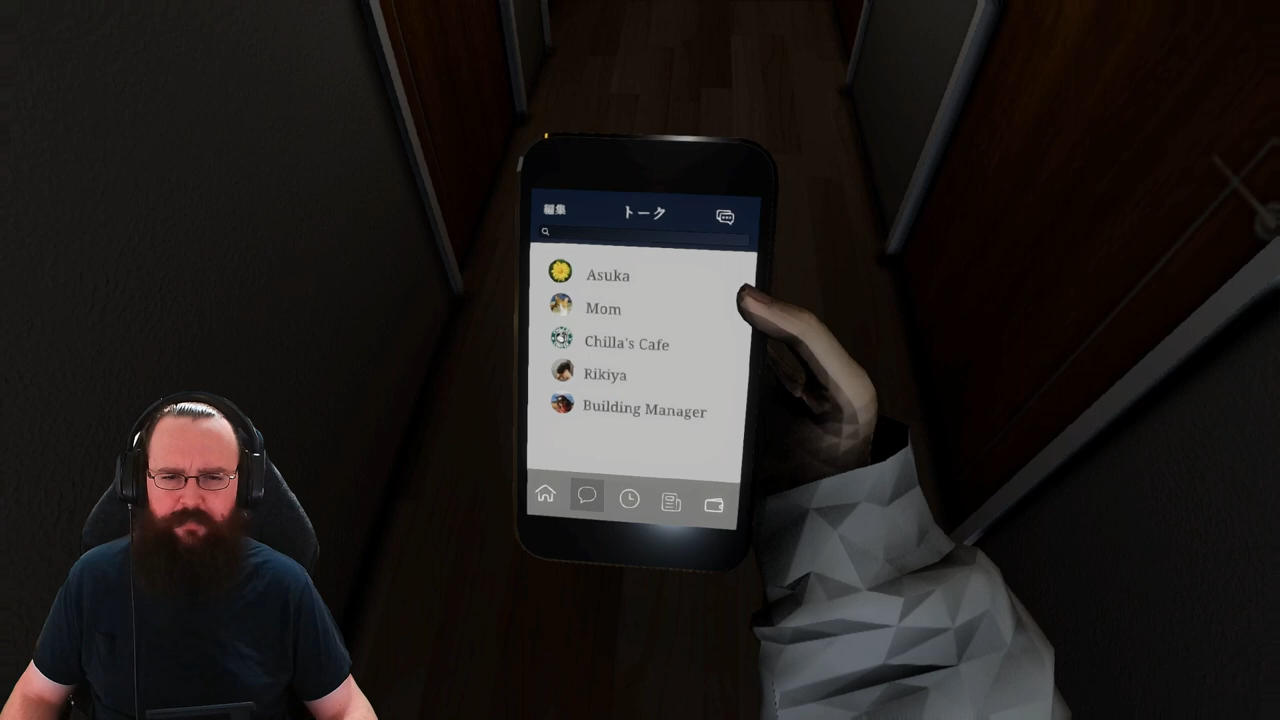 編集 トーク
Asuka
Mom
Chilla's Cafe
Rikiya
Building Manager